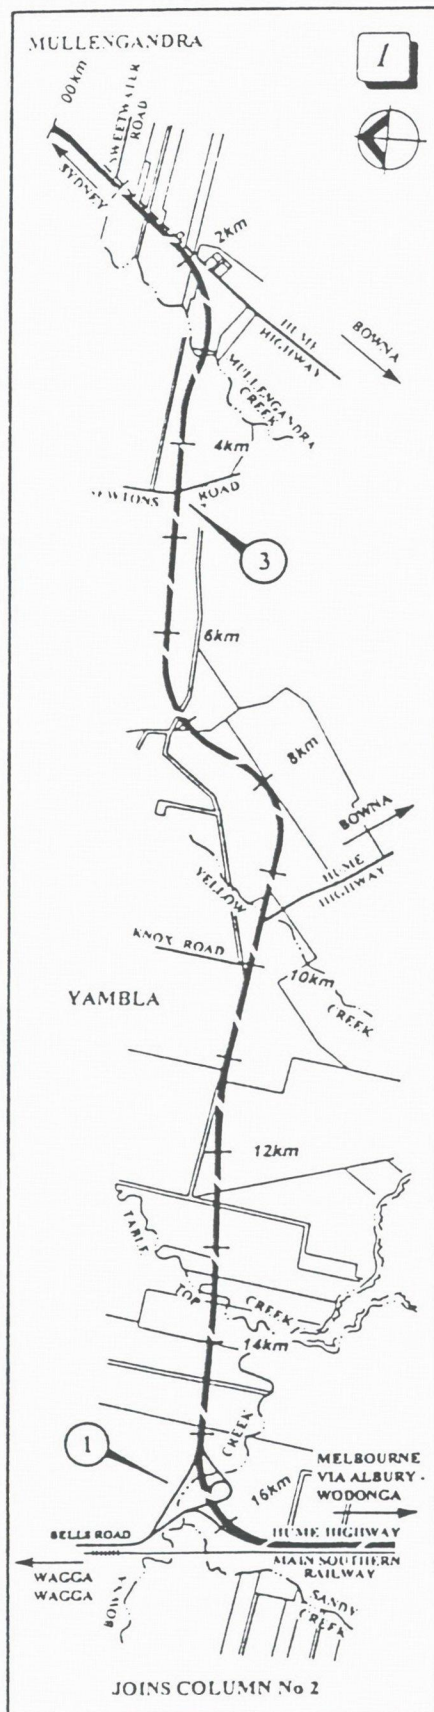 MULLENGANDRA
1
00km
SWEETWATER
ROAD
SYDNEY
2km
HUME
HIGHWAY
BOWNA
MULLENGANDRA
CREEK
4km
NEWTONS ROAD
3
6km
8km
BOWNA
HUME
HIGHWAY
YELLOW
CREEK
KNOX ROAD
10km
YAMBLA
12km
TABLE
TOP
CREEK
14km
1
CREEK
16km
MELBOURNE
VIA ALBURY -
WODONGA
BELLS ROAD
HUME HIGHWAY
MAIN SOUTHERN
RAILWAY
WAGGA
WAGGA
BOWNA
SANDY
CREEK
JOINS COLUMN No 2